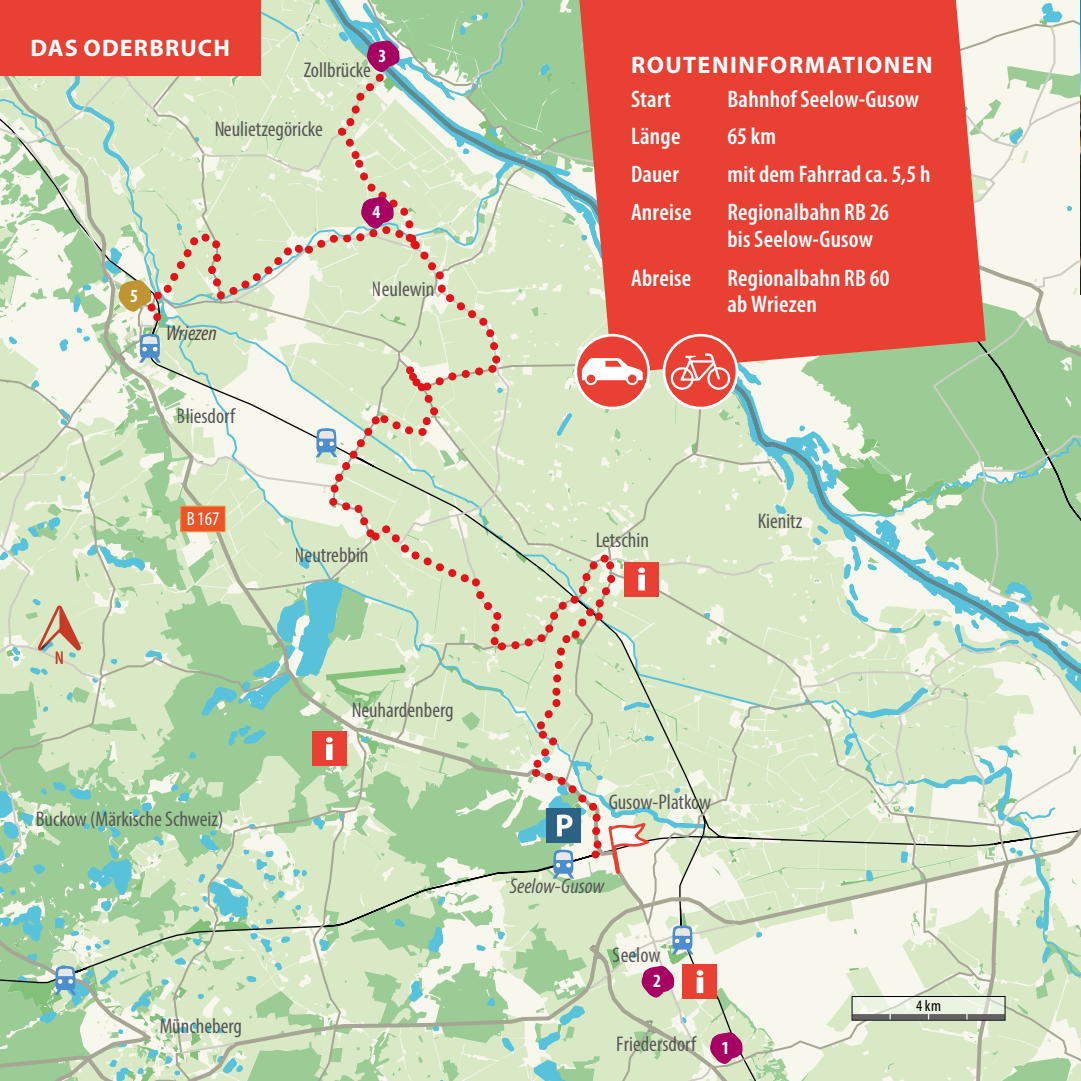 DAS ODERBRUCH
ROUTENINFORMATIONEN
Start Bahnhof Seelow-Gusow
Länge 65 km
Dauer mit dem Fahrrad ca. 5,5 h
Anreise Regionalbahn RB 26
bis Seelow-Gusow
Abreise Regionalbahn RB 60
ab Wriezen
3
Zollbrücke
Neulietzegöricke
4
Neulewin
5
Wriezen
Bliesdorf
B 167
Kienitz
Letschin
i
Neutrebbin
N
Neuhardenberg
i
Gusow-Platkow
Buckow (Märkische Schweiz)
P
Seelow-Gusow
Seelow
2
i
4 km
Müncheberg
Friedersdorf
1